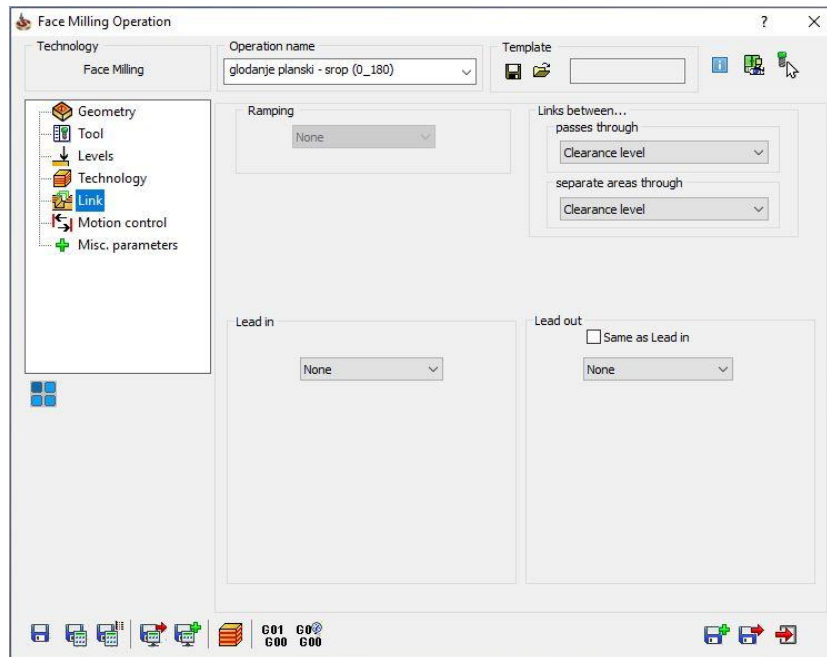 Face Milling Operation
?
Technology
Face Milling
Operation name
glodanje planski - srop (0_180)
Template
Geometry
Tool
Levels
Technology
Link
Motion control
Misc. parameters
Ramping
None
Links between...
passes through
Clearance level
separate areas through
Clearance level
Lead in
None
Lead out
Same as Lead in
None
G01 G0
G00 G00